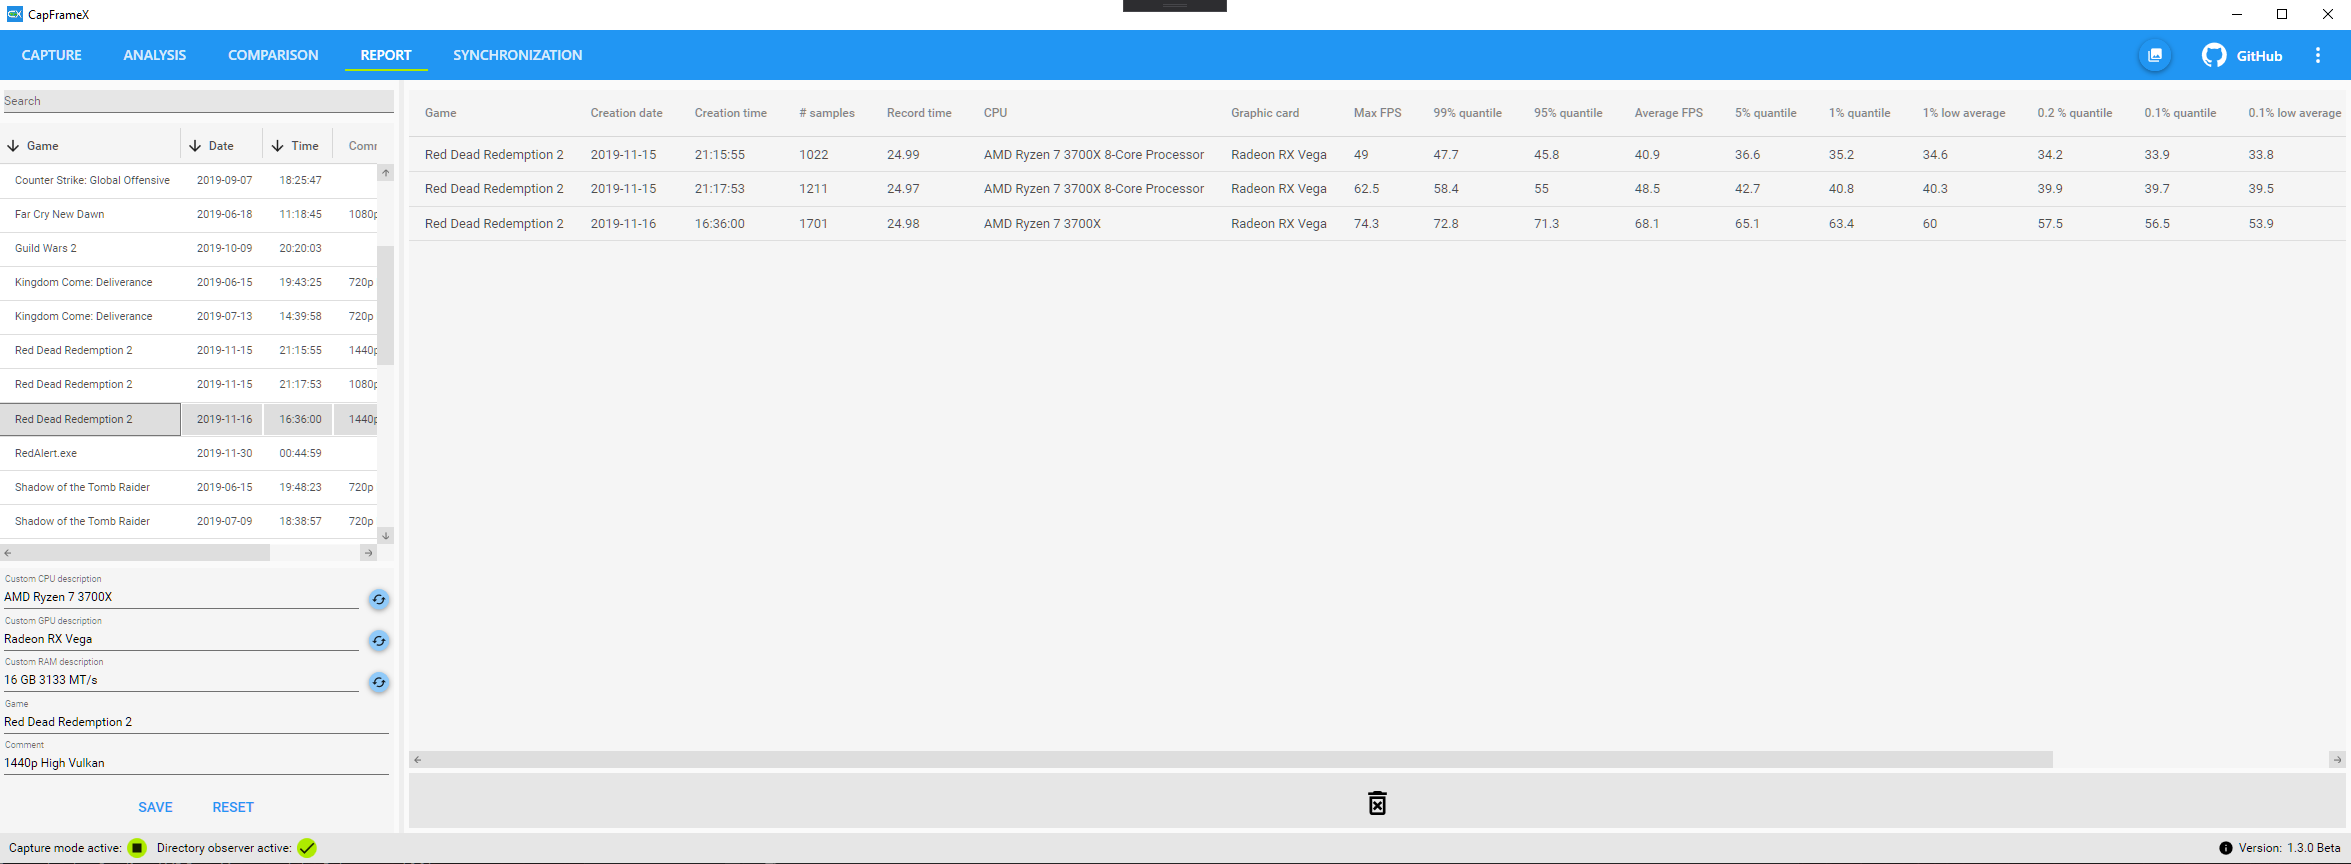 CX CapFrameX
CAPTURE ANALYSIS COMPARISON REPORT SYNCHRONIZATION GitHub
Search
Game Date Time Comm
Counter Strike: Global Offensive 2019-09-07 18:25:47
Far Cry New Dawn 2019-06-18 11:18:45 1080p
Guild Wars 2 2019-10-09 20:20:03
Kingdom Come: Deliverance 2019-06-15 19:43:25 720p
Kingdom Come: Deliverance 2019-07-13 14:39:58 720p
Red Dead Redemption 2 2019-11-15 21:15:55 1440p
Red Dead Redemption 2 2019-11-15 21:17:53 1080p
Red Dead Redemption 2 2019-11-16 16:36:00 1440p
RedAlert.exe 2019-11-30 00:44:59
Shadow of the Tomb Raider 2019-06-15 19:48:23 720p
Shadow of the Tomb Raider 2019-07-09 18:38:57 720p
Custom CPU description
AMD Ryzen 7 3700X
Custom GPU description
Radeon RX Vega
Custom RAM description
16 GB 3133 MT/s
Game
Red Dead Redemption 2
Comment
1440p High Vulkan
SAVE RESET
Game Creation date Creation time # samples Record time CPU Graphic card Max FPS 99% quantile 95% quantile Average FPS 5% quantile 1% quantile 1% low average 0.2 % quantile 0.1% quantile 0.1% low average
Red Dead Redemption 2 2019-11-15 21:15:55 1022 24.99 AMD Ryzen 7 3700X 8-Core Processor Radeon RX Vega 49 47.7 45.8 40.9 36.6 35.2 34.6 34.2 33.9 33.8
Red Dead Redemption 2 2019-11-15 21:17:53 1211 24.97 AMD Ryzen 7 3700X 8-Core Processor Radeon RX Vega 62.5 58.4 55 48.5 42.7 40.8 40.3 39.9 39.7 39.5
Red Dead Redemption 2 2019-11-16 16:36:00 1701 24.98 AMD Ryzen 7 3700X Radeon RX Vega 74.3 72.8 71.3 68.1 65.1 63.4 60 57.5 56.5 53.9
Capture mode active: Directory observer active: Version: 1.3.0 Beta